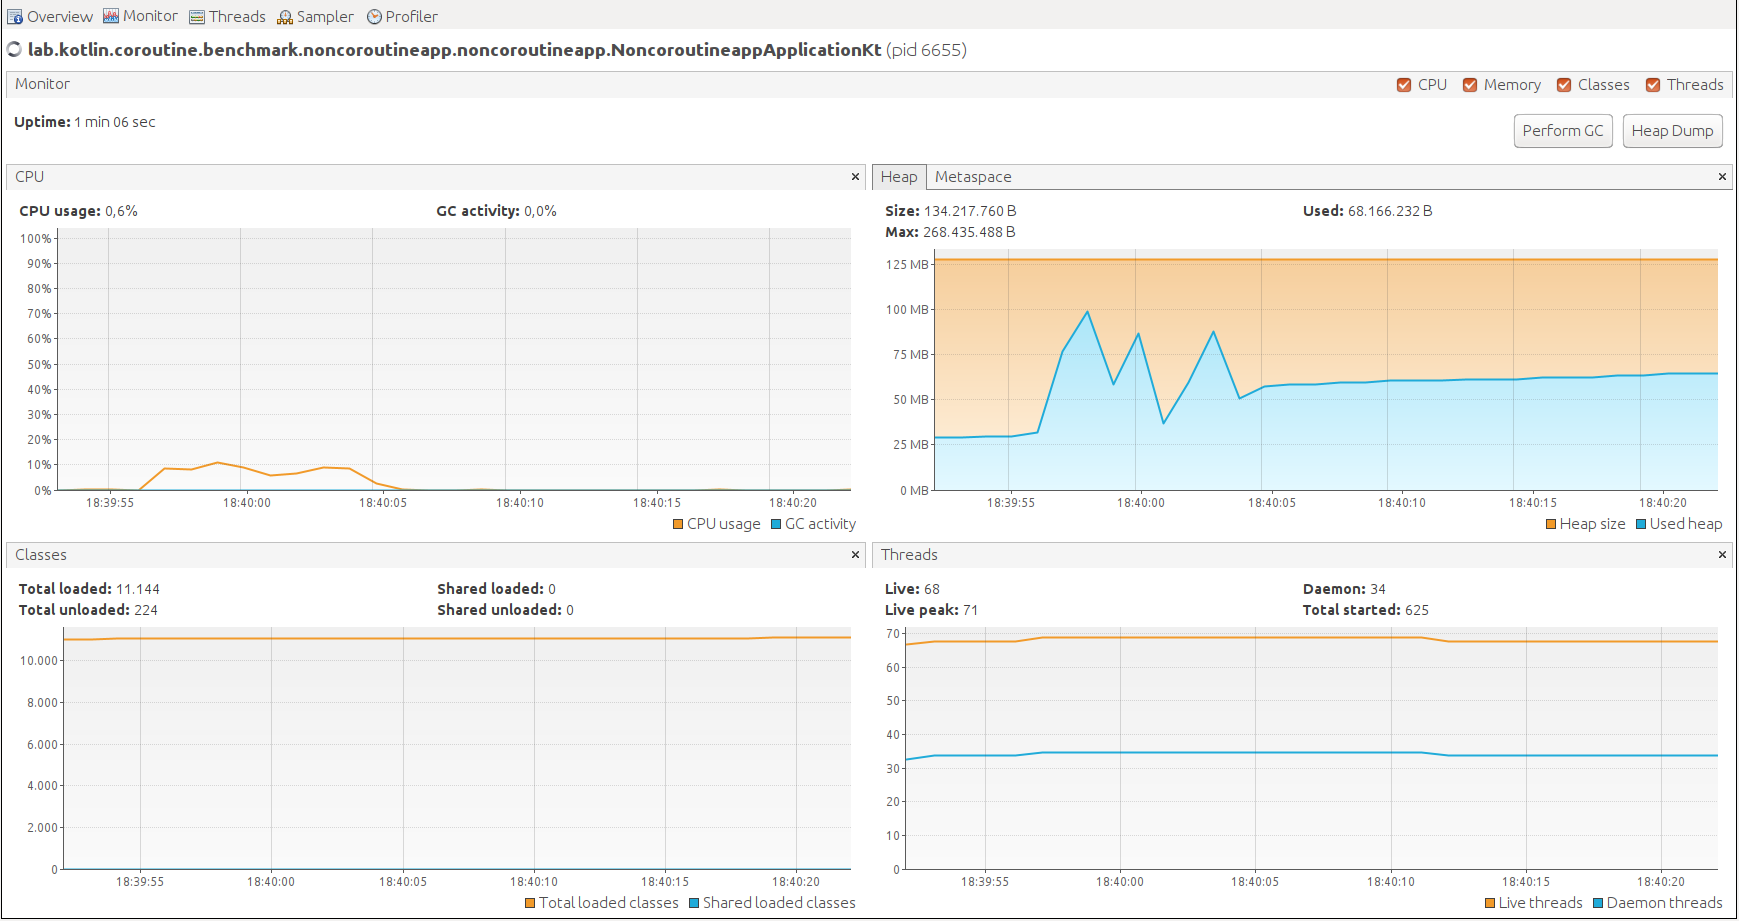 Overview Monitor Threads Sampler Profiler
lab.kotlin.coroutine.benchmark.noncoroutineapp.noncoroutineapp.NoncoroutineappApplicationKt (pid 6655)
Monitor CPU Memory Classes Threads
Uptime: 1 min 06 sec
Perform GC Heap Dump
CPU
CPU usage: 0,6% GC activity: 0,0%
100%
90%
80%
70%
60%
50%
40%
30%
20%
10%
0%
18:39:55 18:40:00 18:40:05 18:40:10 18:40:15 18:40:20
CPU usage GC activity
Heap Metaspace
Size: 134.217.760 B Used: 68.166.232 B
Max: 268.435.488 B
125 MB
100 MB
75 MB
50 MB
25 MB
0 MB
18:39:55 18:40:00 18:40:05 18:40:10 18:40:15 18:40:20
Heap size Used heap
Classes
Total loaded: 11.144 Shared loaded: 0
Total unloaded: 224 Shared unloaded: 0
10.000
8.000
6.000
4.000
2.000
0
18:39:55 18:40:00 18:40:05 18:40:10 18:40:15 18:40:20
Total loaded classes Shared loaded classes
Threads
Live: 68 Daemon: 34
Live peak: 71 Total started: 625
70
60
50
40
30
20
10
0
18:39:55 18:40:00 18:40:05 18:40:10 18:40:15 18:40:20
Live threads Daemon threads